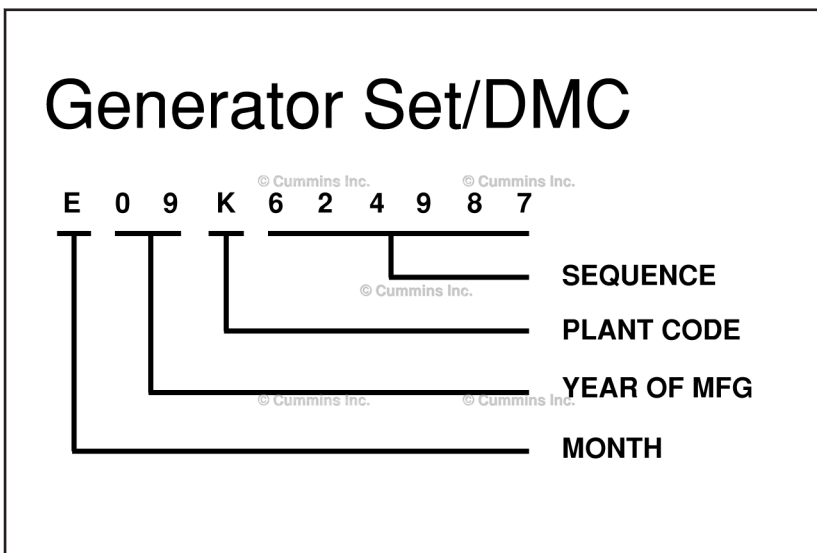 Generator Set/DMC
© Cummins Inc. © Cummins Inc.
E 0 9 K 6 2 4 9 8 7
SEQUENCE
© Cummins Inc.
PLANT CODE
YEAR OF MFG
© Cummins Inc. © Cummins Inc.
MONTH